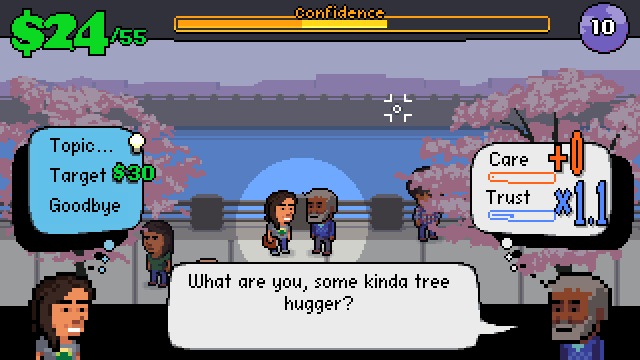 $24/55
Confidence
10
Topic...
Target $30
Goodbye
Care +0
Trust x1.1
What are you, some kinda tree
hugger?